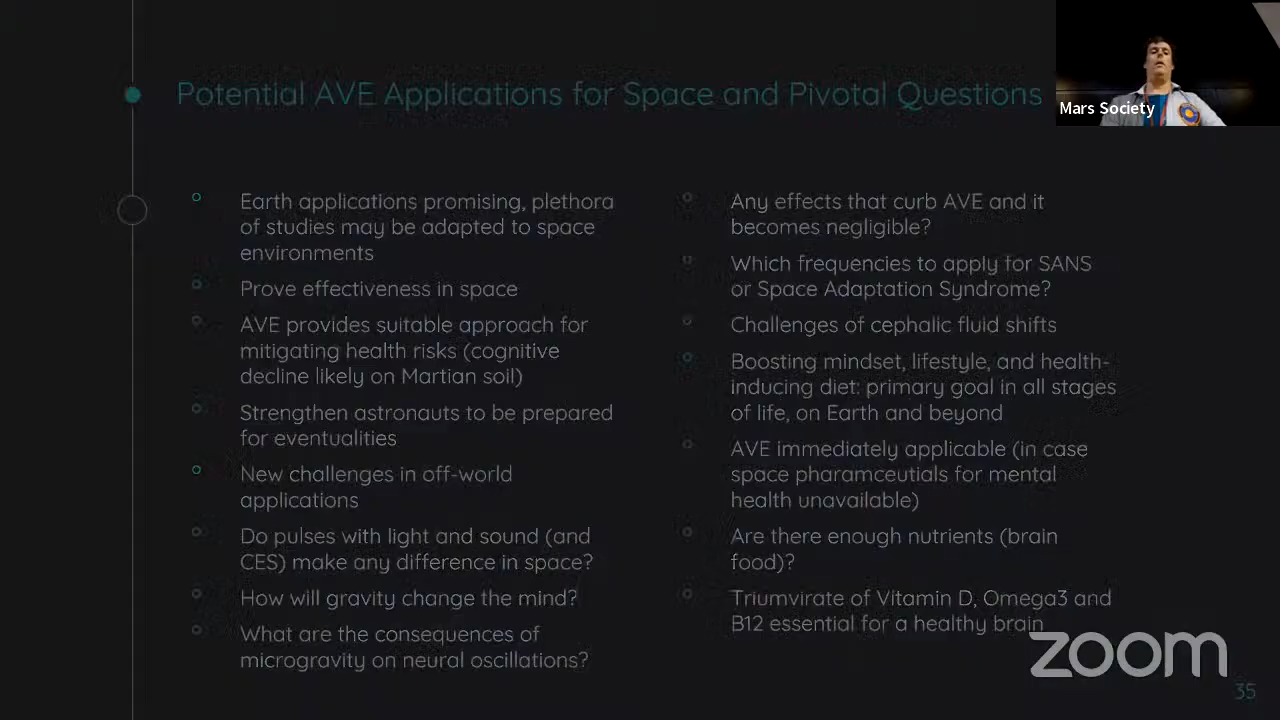 Potential AVE Applications for Space and Pivotal Questions
Mars Society
Earth applications promising, plethora
of studies may be adapted to space
environments
Prove effectiveness in space
AVE provides suitable approach for
mitigating health risks (cognitive
decline likely on Martian soil)
Strengthen astronauts to be prepared
for eventualities
New challenges in off-world
applications
Do pulses with light and sound (and
CES) make any difference in space?
How will gravity change the mind?
What are the consequences of
microgravity on neural oscillations?
Any effects that curb AVE and it
becomes negligible?
Which frequencies to apply for SANS
or Space Adaptation Syndrome?
Challenges of cephalic fluid shifts
Boosting mindset, lifestyle, and health-
inducing diet: primary goal in all stages
of life, on Earth and beyond
AVE immediately applicable (in case
space pharamceutials for mental
health unavailable)
Are there enough nutrients (brain
food)?
Triumvirate of Vitamin D, Omega3 and
B12 essential for a healthy brain
zoom
35